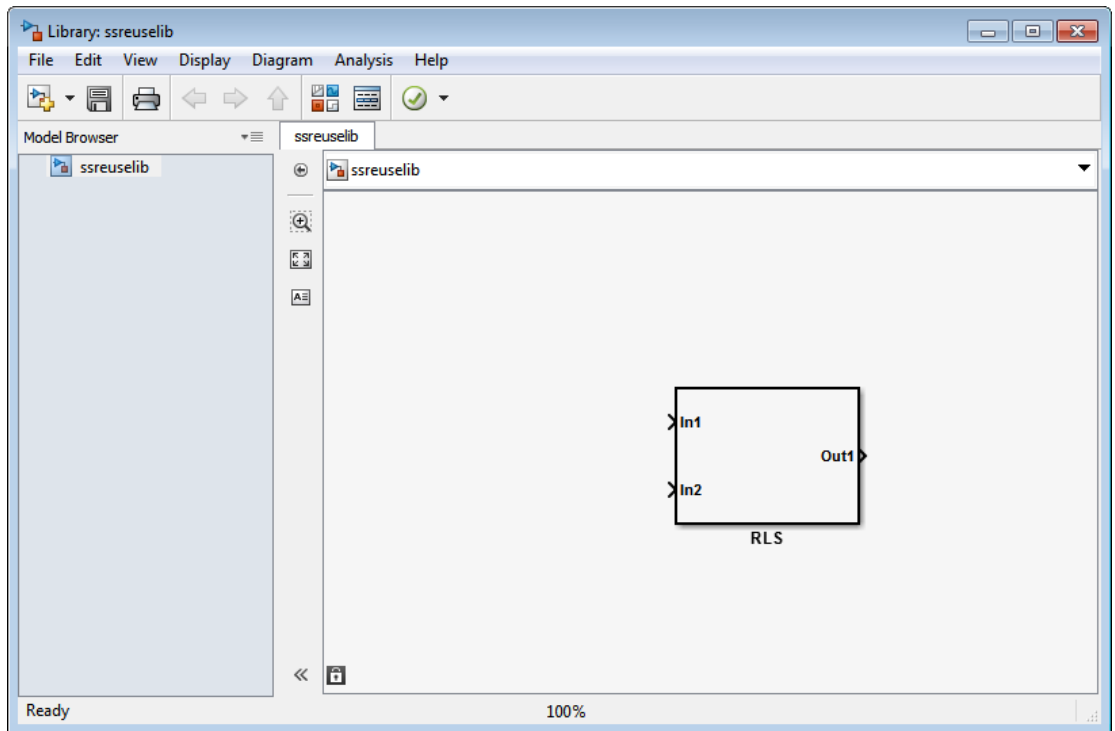 Library: ssreuselib
File Edit View Display Diagram Analysis Help
Model Browser
ssreuselib
ssreuselib
ssreuselib
In1
Out1
In2
RLS
Ready
100%